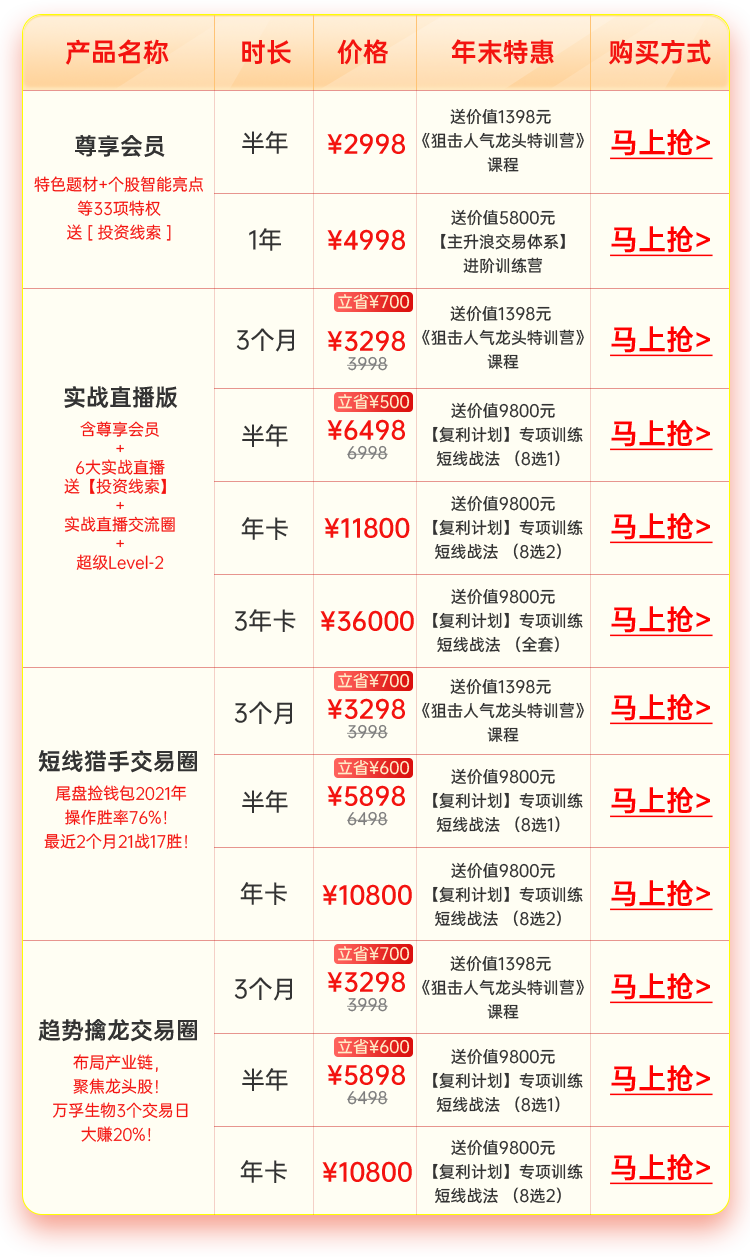 产品名称
时长
价格
年末特惠
购买方式
尊享会员
特色题材+个股智能亮点
等33项特权
送 [ 投资线索 ]
半年
¥2998
送价值1398元
《狙击人气龙头特训营》
课程
马上抢>
1年
¥4998
送价值5800元
【主升浪交易体系】
进阶训练营
马上抢>
实战直播版
含尊享会员
+
6大实战直播
送【投资线索】
+
实战直播交流圈
+
超级Level-2
3个月
立省¥700
¥3298
3998
送价值1398元
《狙击人气龙头特训营》
课程
马上抢>
半年
立省¥500
¥6498
6998
送价值9800元
【复利计划】专项训练
短线战法 (8选1)
马上抢>
年卡
¥11800
送价值9800元
【复利计划】专项训练
短线战法 (8选2)
马上抢>
3年卡
¥36000
送价值9800元
【复利计划】专项训练
短线战法 (全套)
马上抢>
短线猎手交易圈
尾盘捡钱包2021年
操作胜率76%!
最近2个月21战17胜!
3个月
立省¥700
¥3298
3998
送价值1398元
《狙击人气龙头特训营》
课程
马上抢>
半年
立省¥600
¥5898
6498
送价值9800元
【复利计划】专项训练
短线战法 (8选1)
马上抢>
年卡
¥10800
送价值9800元
【复利计划】专项训练
短线战法 (8选2)
马上抢>
趋势擒龙交易圈
布局产业链,
聚焦龙头股!
万孚生物3个交易日
大赚20%!
3个月
立省¥700
¥3298
3998
送价值1398元
《狙击人气龙头特训营》
课程
马上抢>
半年
立省¥600
¥5898
6498
送价值9800元
【复利计划】专项训练
短线战法 (8选1)
马上抢>
年卡
¥10800
送价值9800元
【复利计划】专项训练
短线战法 (8选2)
马上抢>